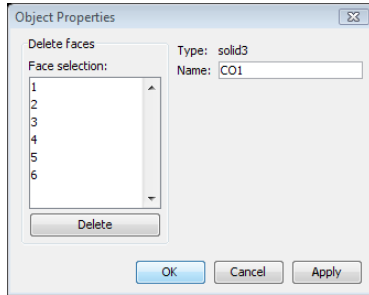 Object Properties
Delete faces
Face selection:
1
2
3
4
5
6
Delete
Type: solid3
Name: CO1
OK Cancel Apply